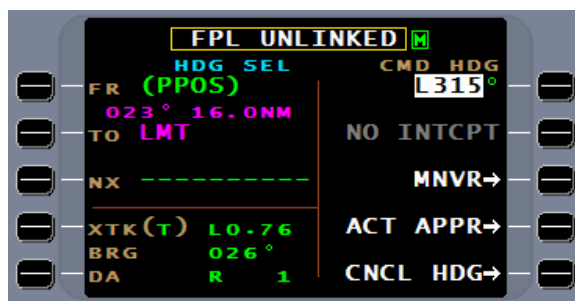 FPL UNLINKED M
HDG SEL CMD HDG
FR (PPOS) L315°
023° 16.0NM
TO LMT NO INTCPT
NX ---------- MNVR→
XTK(T) L0.76 ACT APPR→
BRG 026°
DA R 1 CNCL HDG→